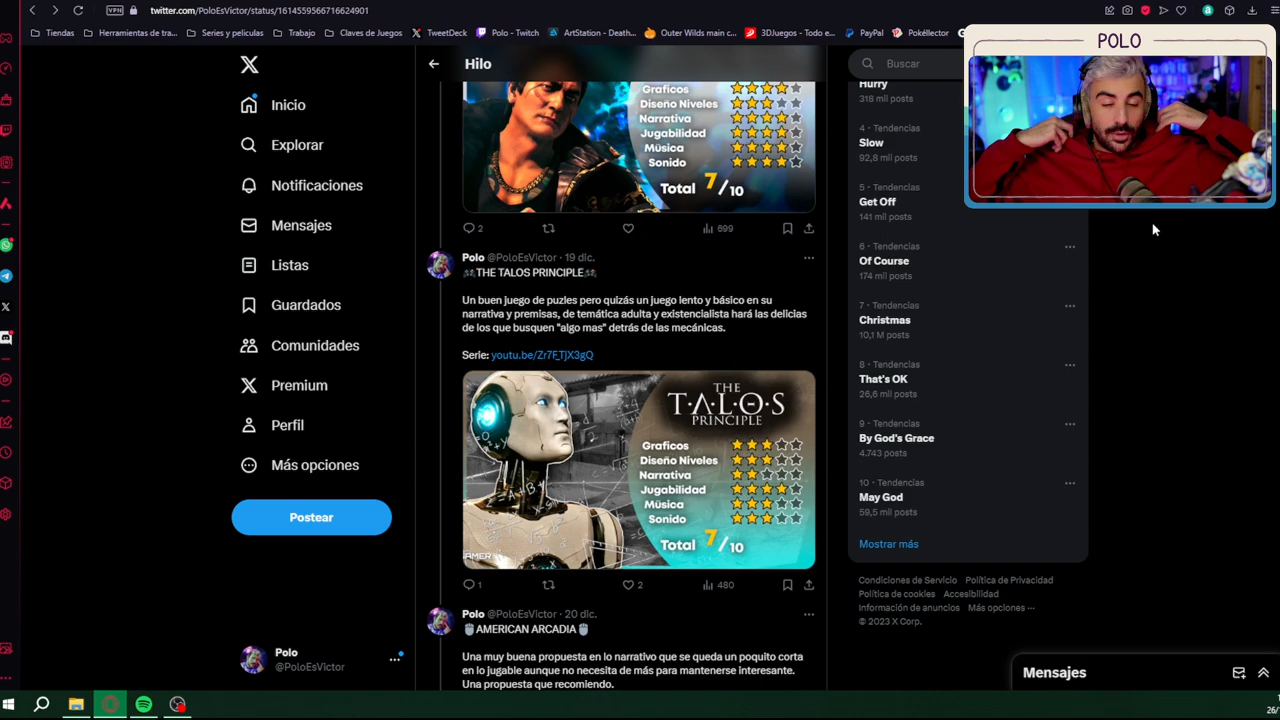 twitter.com/PoloEsVictor/status/1614559566716624901
VPN
Tiendas
Herramientas de tra...
Series y peliculas
Trabajo
Claves de Juegos
TweetDeck
Polo - Twitch
ArtStation - Death...
Outer Wilds main c...
3DJuegos - Todo e...
PayPal
Pokéllector
POLO
Inicio
Explorar
Notificaciones
Mensajes
Listas
Guardados
Comunidades
Premium
Perfil
Más opciones
Postear
Polo
@PoloEsVictor
Hilo
Graficos
Diseño Niveles
Narrativa
Jugabilidad
Mùsica
Sonido
Total 7/10
2
699
Polo @PoloEsVictor · 19 dic.
THE TALOS PRINCIPLE
Un buen juego de puzles pero quizás un juego lento y básico en su
narrativa y premisas, de temática adulta y existencialista hará las delicias
de los que busquen "algo mas" detrás de las mecánicas.
Serie: youtu.be/Zr7F_TjX3gQ
THE
TALOS
PRINCIPLE
Graficos
Diseño Niveles
Narrativa
Jugabilidad
Mùsica
Sonido
Total 7/10
1
2
480
Polo @PoloEsVictor · 20 dic.
AMERICAN ARCADIA
Una muy buena propuesta en lo narrativo que se queda un poquito corta
en lo jugable aunque no necesita de más para mantenerse interesante.
Una propuesta que recomiendo.
Buscar
Hurry
318 mil posts
4 · Tendencias
Slow
92,8 mil posts
5 · Tendencias
Get Off
141 mil posts
6 · Tendencias
Of Course
174 mil posts
7 · Tendencias
Christmas
10,1 M posts
8 · Tendencias
That's OK
26,6 mil posts
9 · Tendencias
By God's Grace
4.743 posts
10 · Tendencias
May God
59,5 mil posts
Mostrar más
Condiciones de Servicio Política de Privacidad
Política de cookies Accesibilidad
Información de anuncios Más opciones ···
© 2023 X Corp.
Mensajes